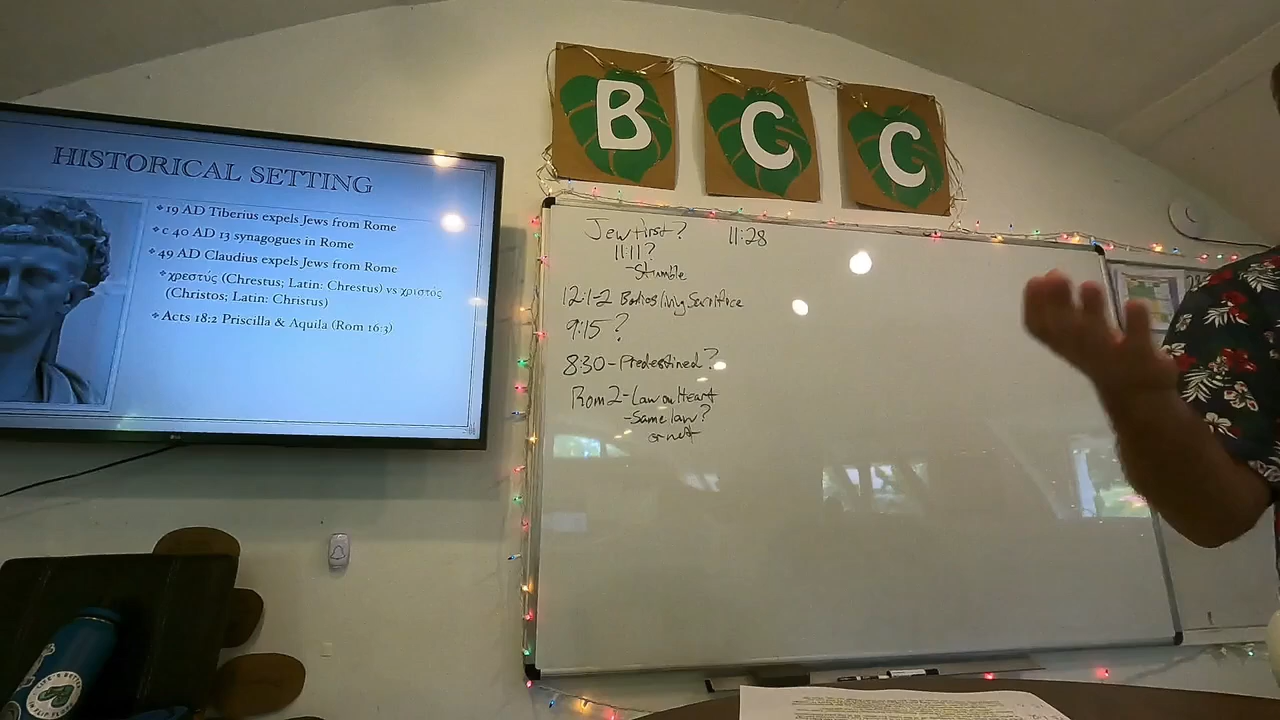 HISTORICAL SETTING
❖ 19 AD Tiberius expels Jews from Rome
❖ c 40 AD 13 synagogues in Rome
❖ 49 AD Claudius expels Jews from Rome
❖ χρεστύς (Chrestus; Latin: Chrestus) vs χριστός
(Christos; Latin: Christus)
❖ Acts 18:2 Priscilla & Aquila (Rom 16:3)
B C C
Jew first? 11:28
11:11?
-Stumble
12:1-2 Bodies living Sacrifice
9:15?
8:30-Predestined?
Rom 2-Law on Heart
-Same law?
or not